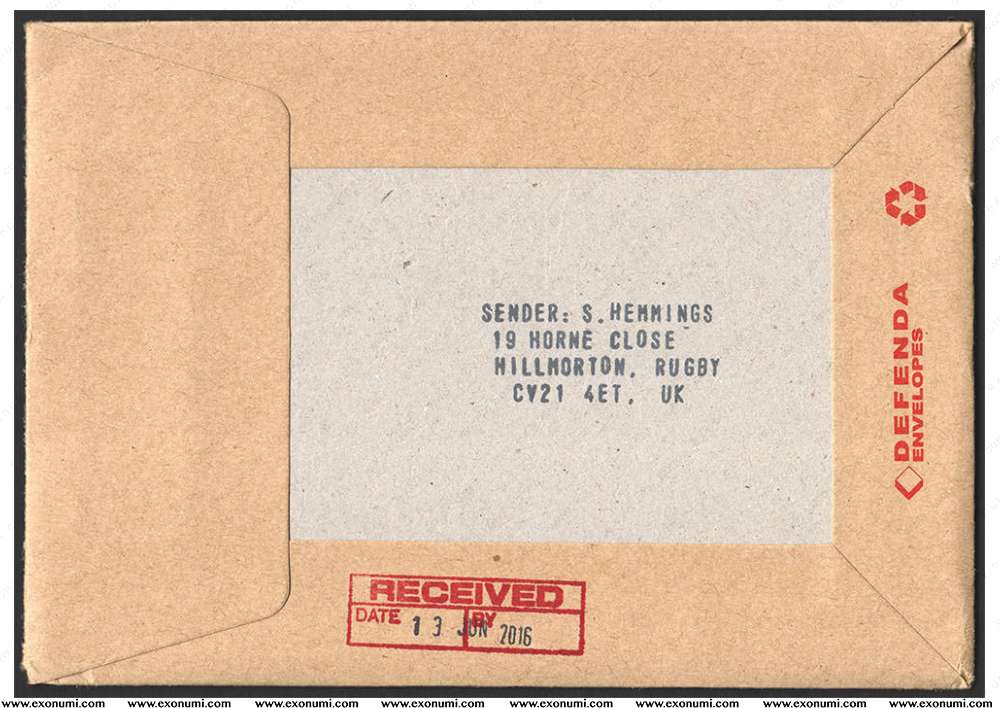 SENDER: S. HEMMINGS
19 HORNE CLOSE
HILLMORTON, RUGBY
CV21 4ET, UK
DEFENDA
ENVELOPES
RECEIVED
DATE BY
13 JUN 2016
www.exonumi.com www.exonumi.com www.exonumi.com www.exonumi.com www.exonumi.com www.exonumi.com www.exonumi.com www.exonumi.com